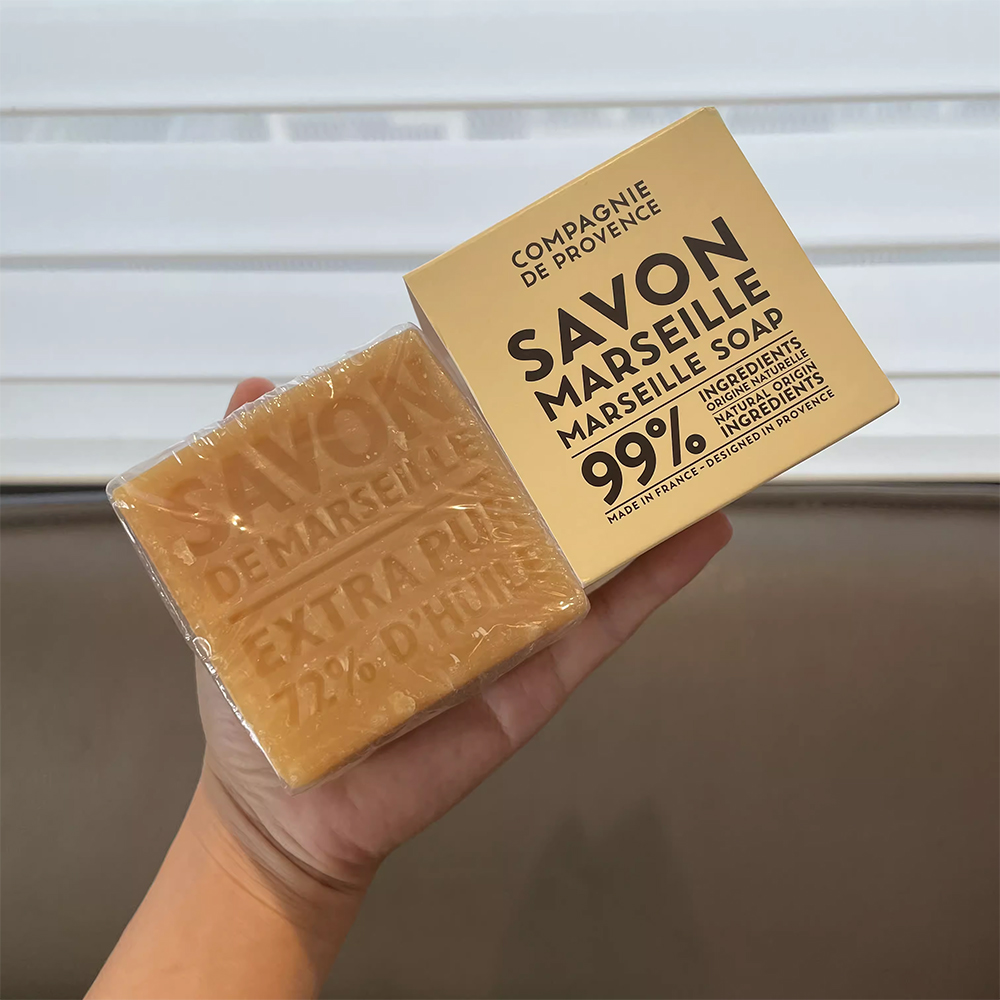 COMPAGNIE
DE PROVENCE
SAVON
MARSEILLE
MARSEILLE SOAP
99%
INGREDIENTS
ORIGINE NATURELLE
NATURAL ORIGIN
INGREDIENTS
MADE IN FRANCE - DESIGNED IN PROVENCE
SAVON
DE MARSEILLE
EXTRA PUR
72% D'HUILE